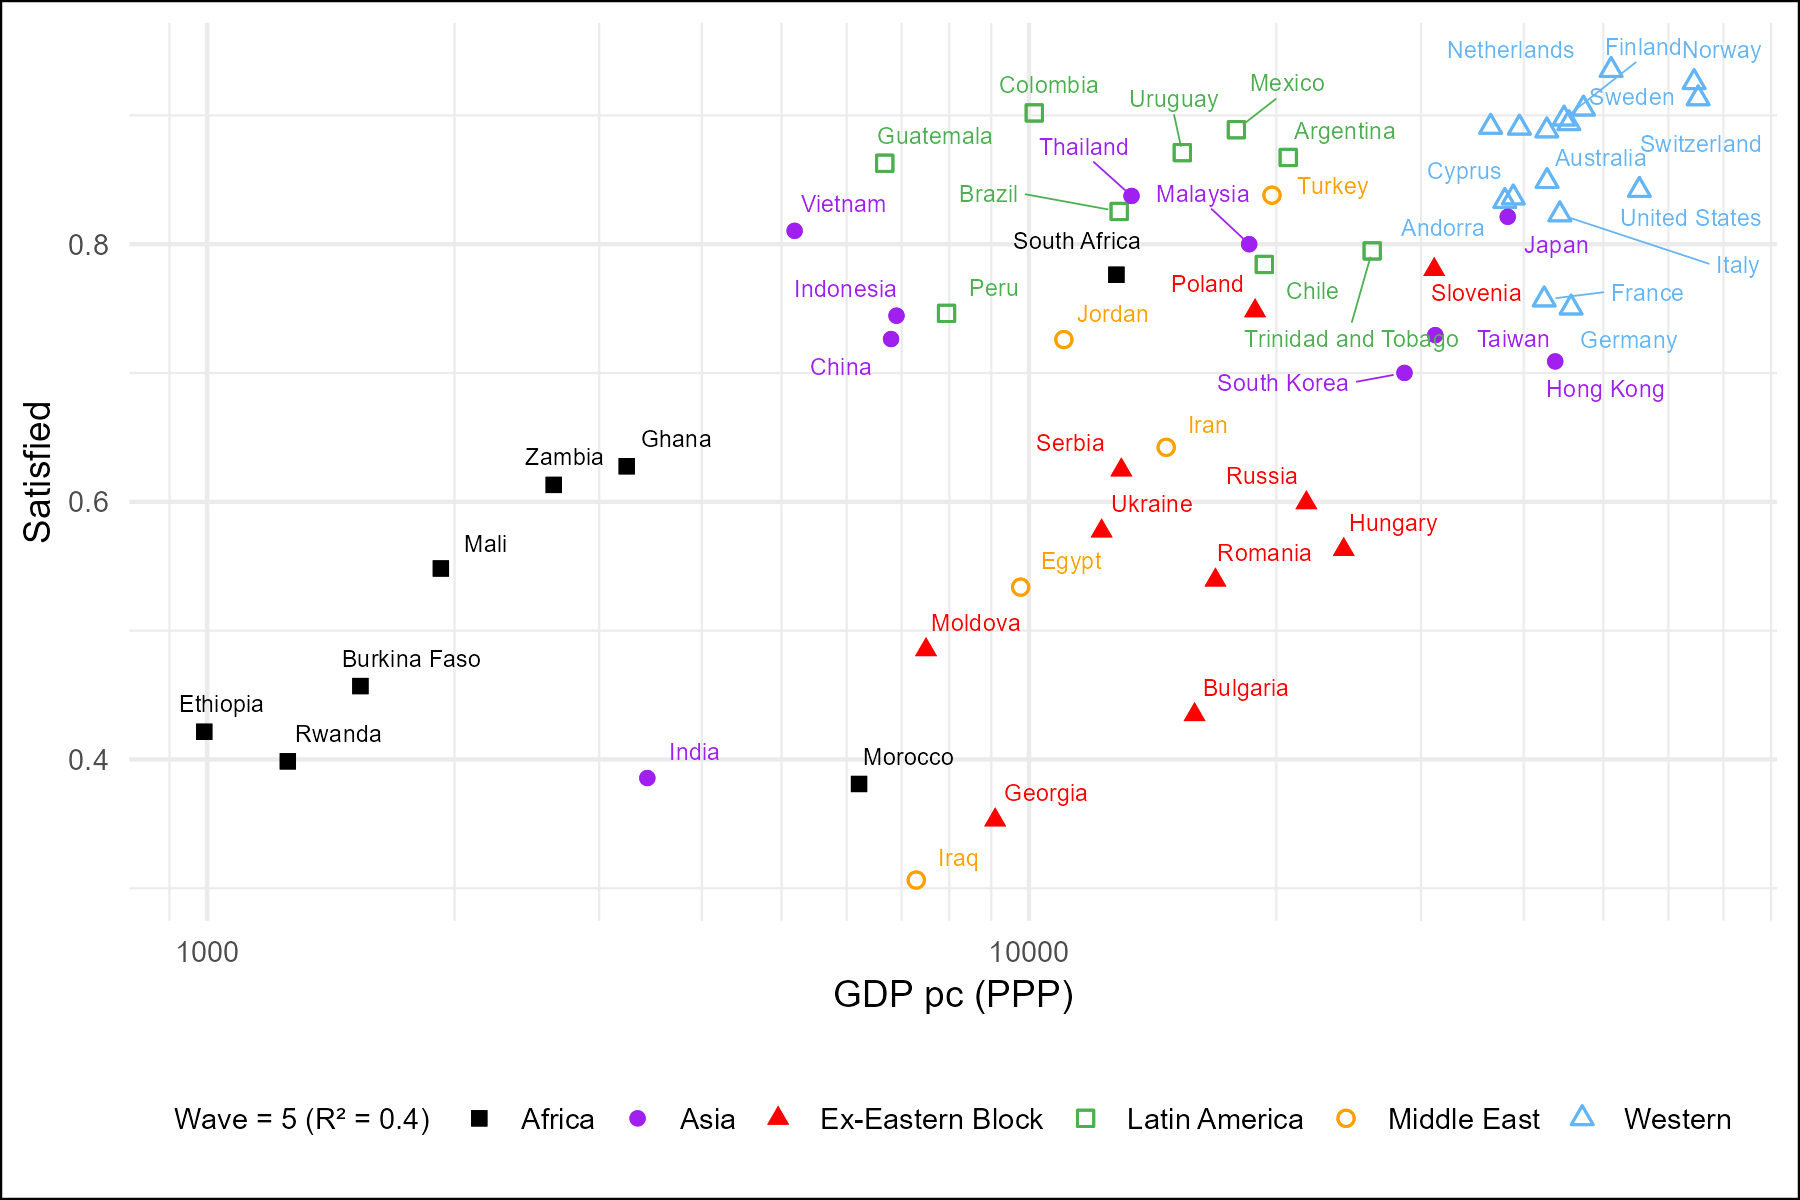 Netherlands
Finland
Norway
Colombia
Mexico
Uruguay
Sweden
Guatemala
Argentina
Thailand
Switzerland
Australia
Cyprus
Turkey
Brazil
Malaysia
Vietnam
United States
Andorra
South Africa
Japan
0.8
Italy
Poland
Indonesia
Peru
Chile
Slovenia
France
Jordan
Trinidad and Tobago
Taiwan
Germany
China
South Korea
Hong Kong
Iran
Ghana
Serbia
Zambia
Russia
Satisfied
0.6
Ukraine
Hungary
Mali
Romania
Egypt
Moldova
Burkina Faso
Bulgaria
Ethiopia
Rwanda
India
Morocco
0.4
Georgia
Iraq
1000
10000
GDP pc (PPP)
Wave = 5 (R² = 0.4) Africa Asia Ex-Eastern Block Latin America Middle East Western